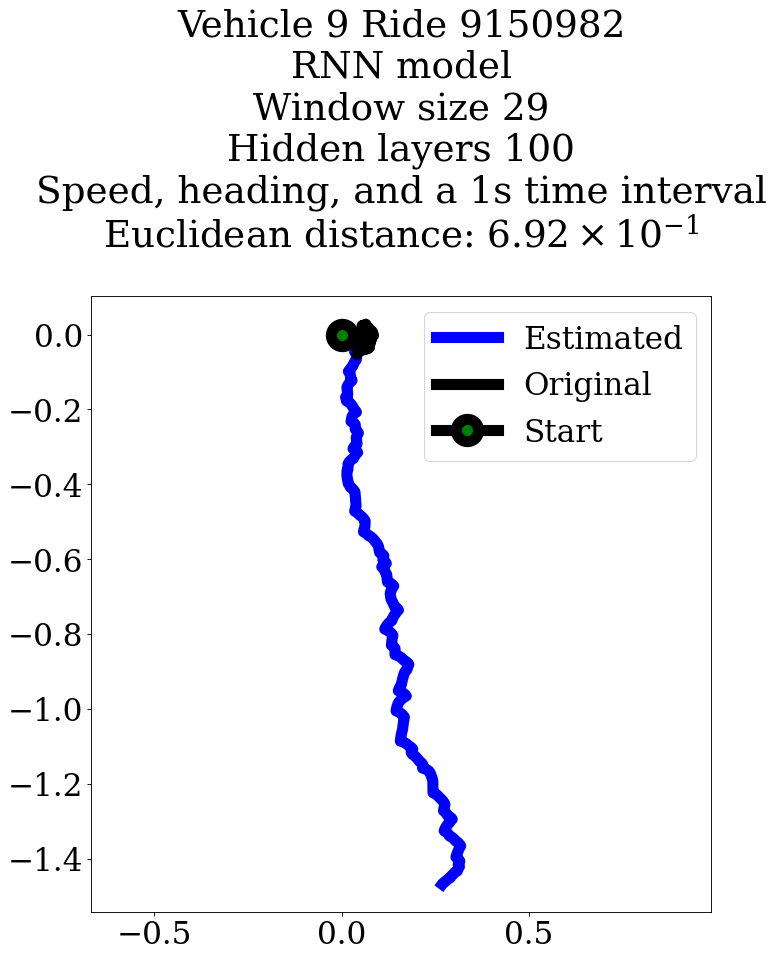 Vehicle 9 Ride 9150982
RNN model
Window size 29
Hidden layers 100
Speed, heading, and a 1s time interval
Euclidean distance: 6.92 × 10⁻¹
Estimated
Original
Start
0.0
−0.2
−0.4
−0.6
−0.8
−1.0
−1.2
−1.4
−0.5 0.0 0.5